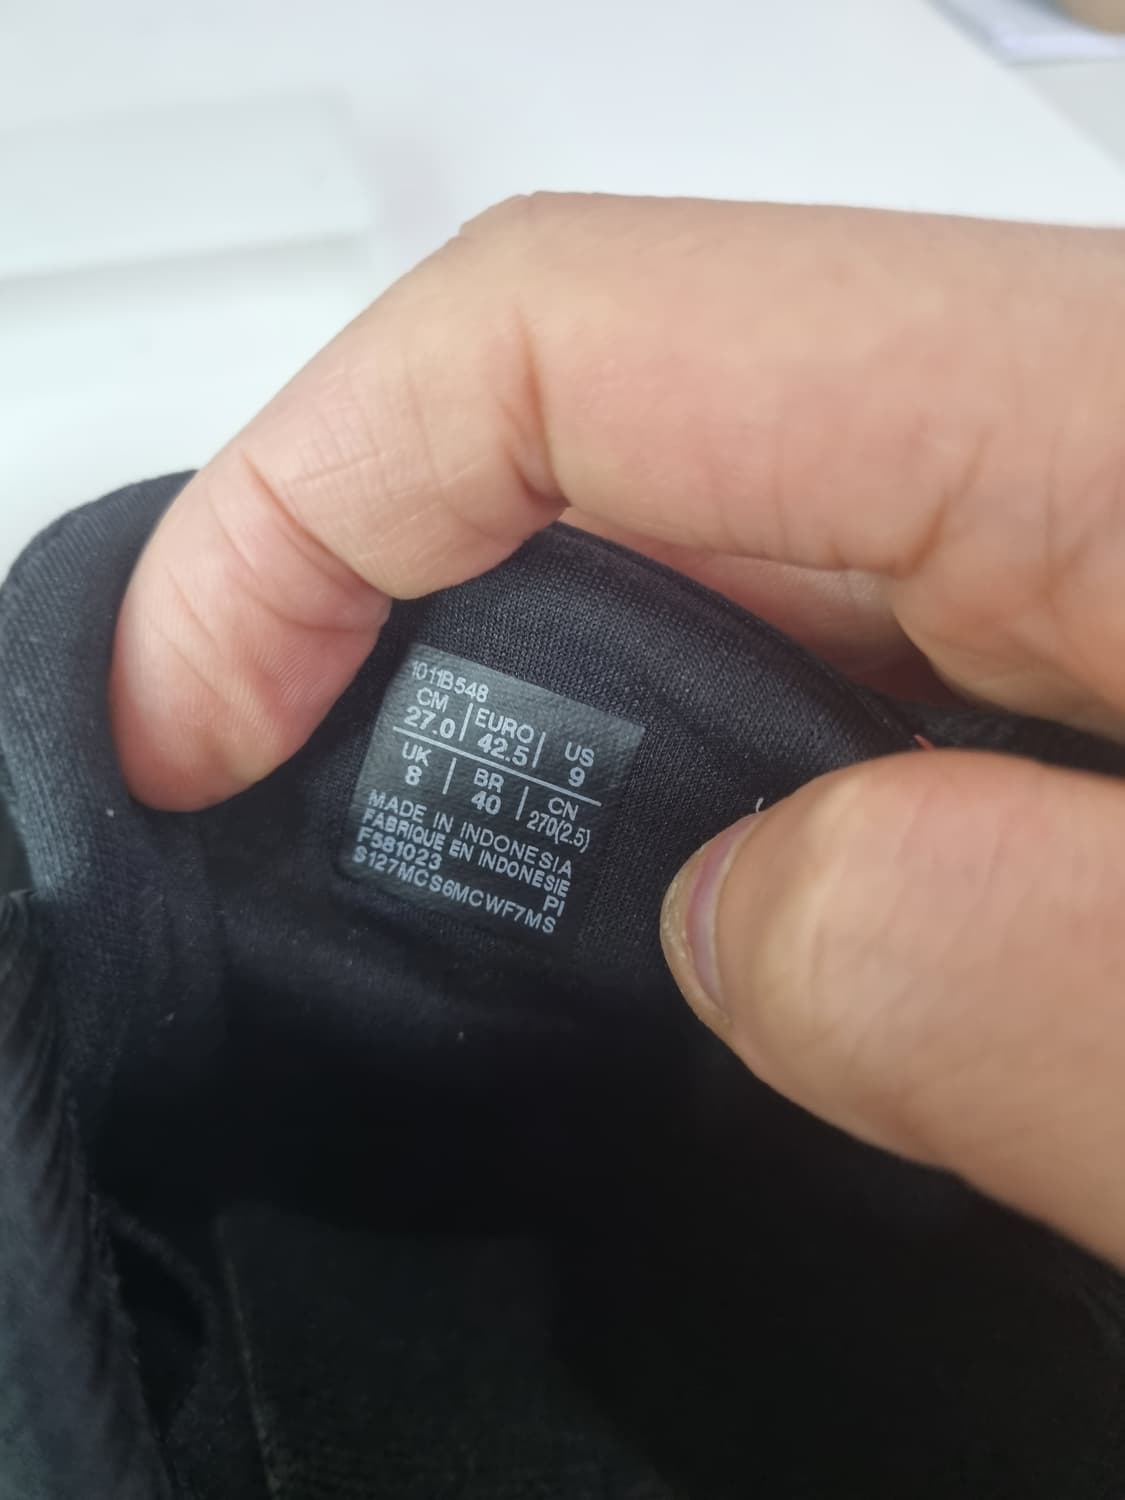 1011B548
CM | EURO | US
27.0 | 42.5 | 9
UK | BR | CN
8 | 40 | 270(2.5)
MADE IN INDONESIA
FABRIQUE EN INDONESIE
F581023 PI
S127MCS6MCWF7MS